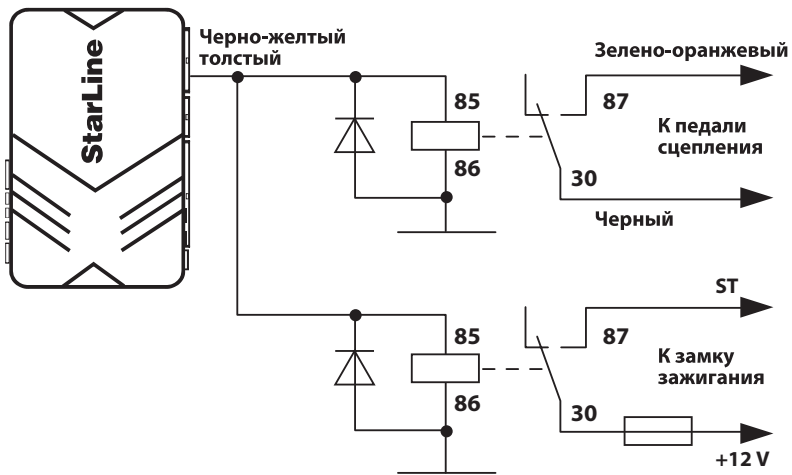 StarLine
Черно-желтый
толстый
85
86
Зелено-оранжевый
87
К педали
сцепления
30
Черный
85
86
ST
87
К замку
зажигания
30
+12 V